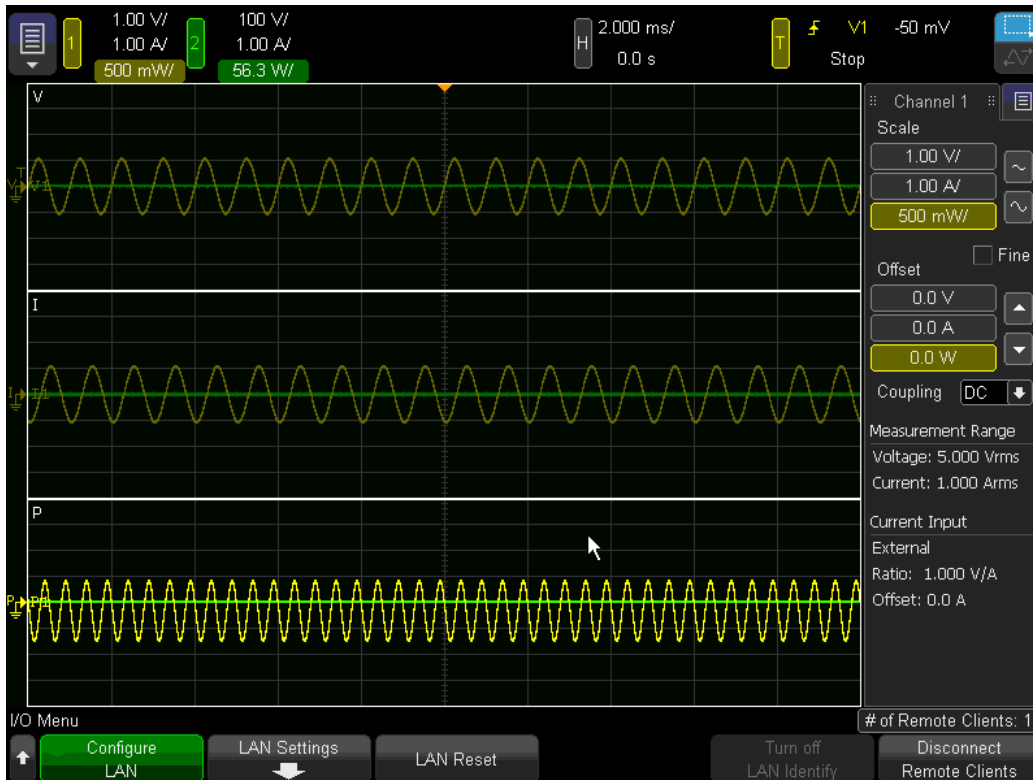 1
1.00 V/
1.00 A/
500 mW/
2
100 V/
1.00 A/
56.3 W/
H
2.000 ms/
0.0 s
T
V1
-50 mV
Stop
V
T
V1
I
I1
P
P1
Channel 1
Scale
1.00 V/
1.00 A/
500 mW/
Fine
Offset
0.0 V
0.0 A
0.0 W
Coupling
DC
Measurement Range
Voltage: 5.000 Vrms
Current: 1.000 Arms
Current Input
External
Ratio: 1.000 V/A
Offset: 0.0 A
I/O Menu
# of Remote Clients: 1
Configure
LAN
LAN Settings
LAN Reset
Turn off
LAN Identify
Disconnect
Remote Clients